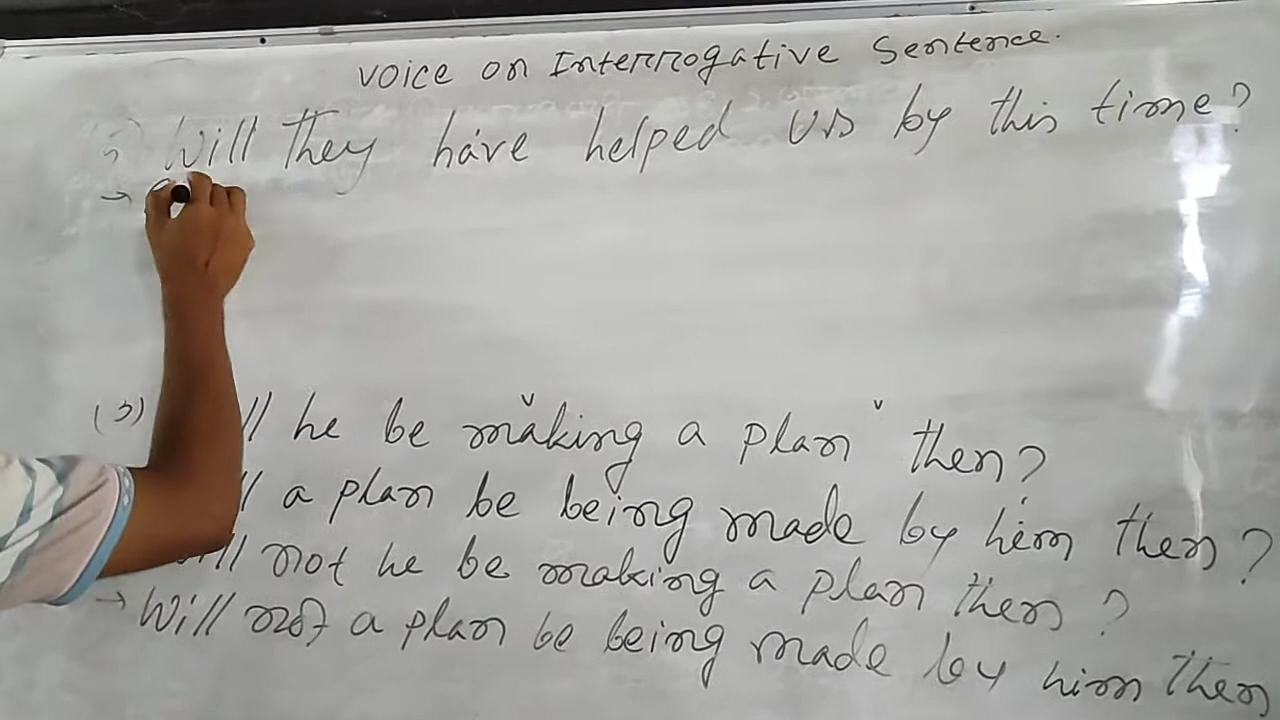 Voice on Interrogative Sentence.
Will they have helped us by this time?
→
(3) ll he be making a plan then?
ll a plan be being made by him then?
ill not he be making a plan then?
→ Will not a plan be being made by him then